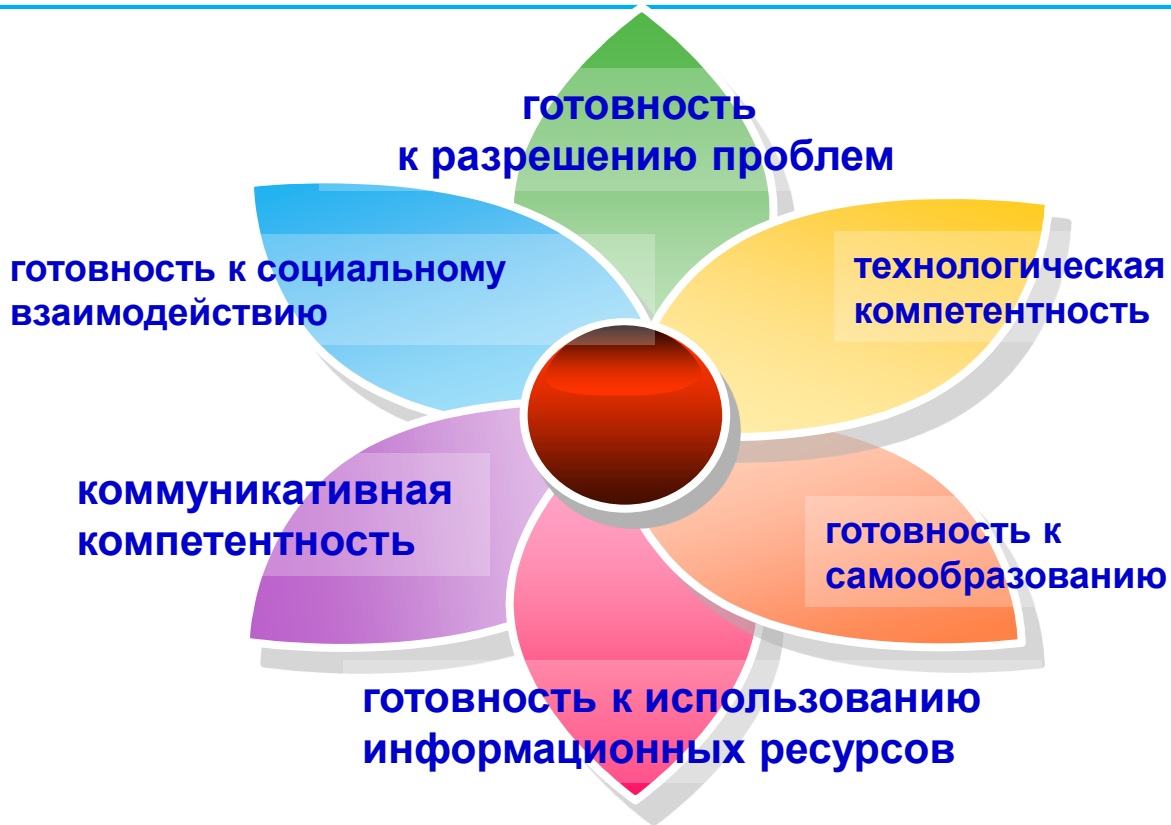 готовность
к разрешению проблем
готовность к социальному
взаимодействию
технологическая
компетентность
коммуникативная
компетентность
готовность к
самообразованию
готовность к использованию
информационных ресурсов